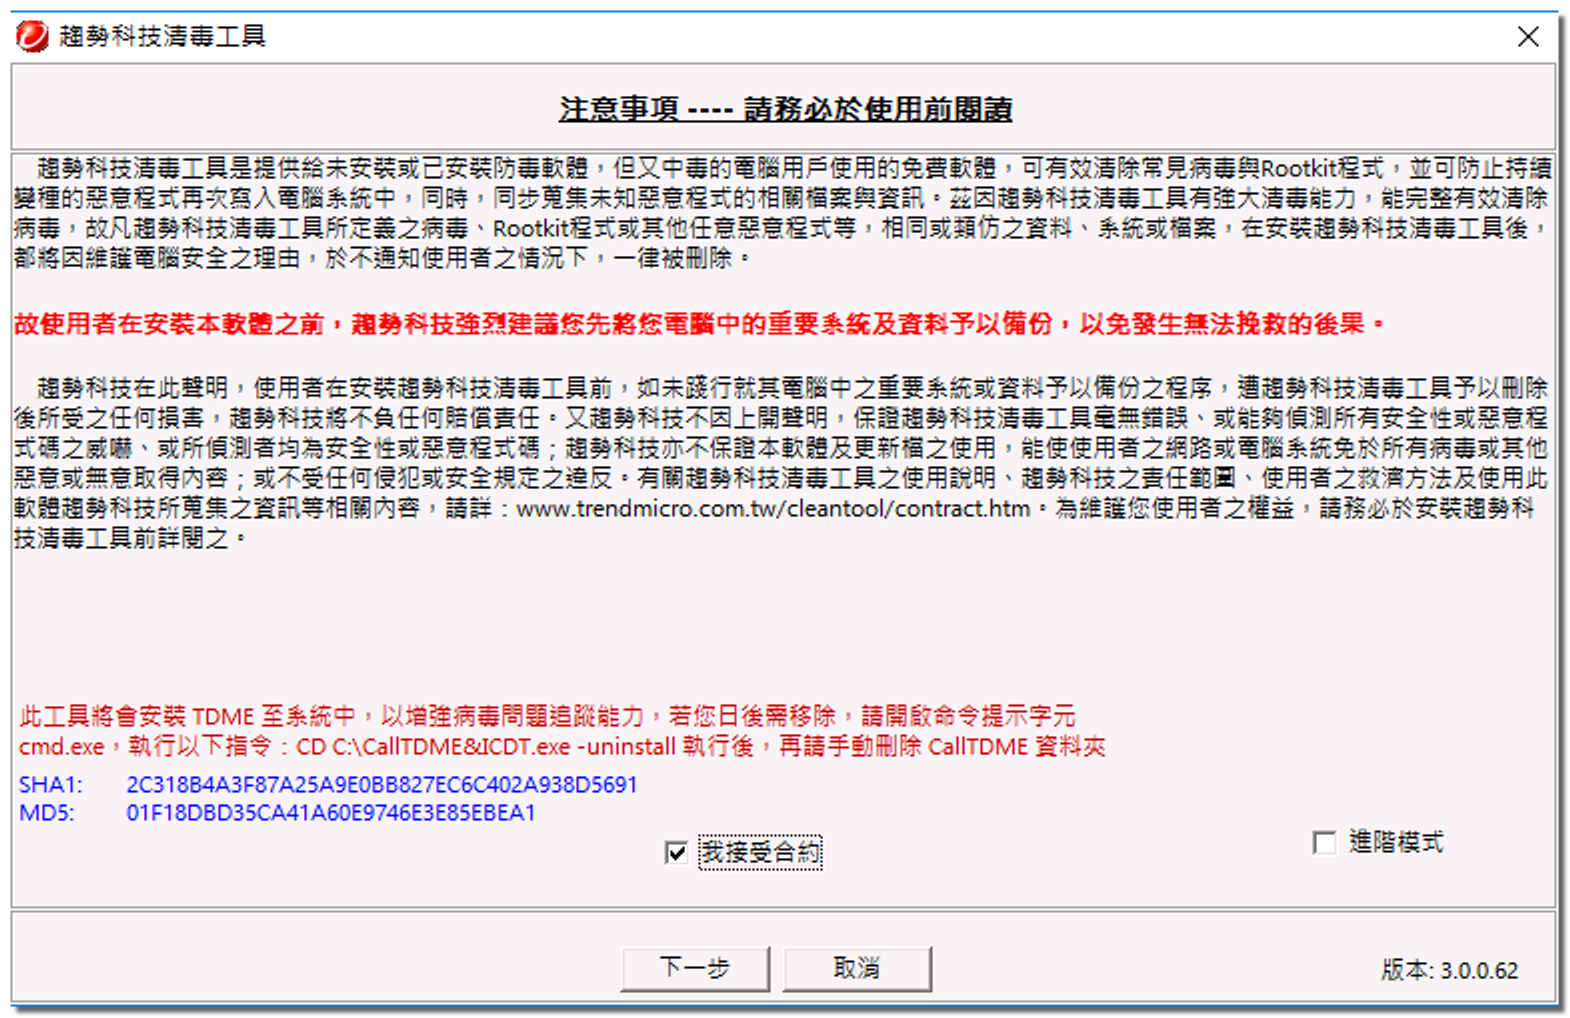 趨勢科技清毒工具
注意事項 ---- 請務必於使用前閱讀
趨勢科技清毒工具是提供給未安裝或已安裝防毒軟體，但又中毒的電腦用戶使用的免費軟體，可有效清除常見病毒與Rootkit程式，並可防止持續
變種的惡意程式再次寫入電腦系統中，同時，同步蒐集未知惡意程式的相關檔案與資訊。茲因趨勢科技清毒工具有強大清毒能力，能完整有效清除
病毒，故凡趨勢科技清毒工具所定義之病毒、Rootkit程式或其他任意惡意程式等，相同或類仿之資料、系統或檔案，在安裝趨勢科技清毒工具後，
都將因維護電腦安全之理由，於不通知使用者之情況下，一律被刪除。
故使用者在安裝本軟體之前，趨勢科技強烈建議您先將您電腦中的重要系統及資料予以備份，以免發生無法挽救的後果。
趨勢科技在此聲明，使用者在安裝趨勢科技清毒工具前，如未踐行就其電腦中之重要系統或資料予以備份之程序，遭趨勢科技清毒工具予以刪除
後所受之任何損害，趨勢科技將不負任何賠償責任。又趨勢科技不因上開聲明，保證趨勢科技清毒工具毫無錯誤、或能夠偵測所有安全性或惡意程
式碼之威嚇、或所偵測者均為安全性或惡意程式碼；趨勢科技亦不保證本軟體及更新檔之使用，能使使用者之網路或電腦系統免於所有病毒或其他
惡意或無意取得內容；或不受任何侵犯或安全規定之違反。有關趨勢科技清毒工具之使用說明、趨勢科技之責任範圍、使用者之救濟方法及使用此
軟體趨勢科技所蒐集之資訊等相關內容，請詳：www.trendmicro.com.tw/cleantool/contract.htm。為維護您使用者之權益，請務必於安裝趨勢科
技清毒工具前詳閱之。
此工具將會安裝 TDME 至系統中，以增強病毒問題追蹤能力，若您日後需移除，請開啟命令提示字元
cmd.exe，執行以下指令：CD C:\CallTDME&ICDT.exe -uninstall 執行後，再請手動刪除 CallTDME 資料夾
SHA1: 2C318B4A3F87A25A9E0BB827EC6C402A938D5691
MD5: 01F18DBD35CA41A60E9746E3E85EBEA1
我接受合約
進階模式
下一步
取消
版本: 3.0.0.62